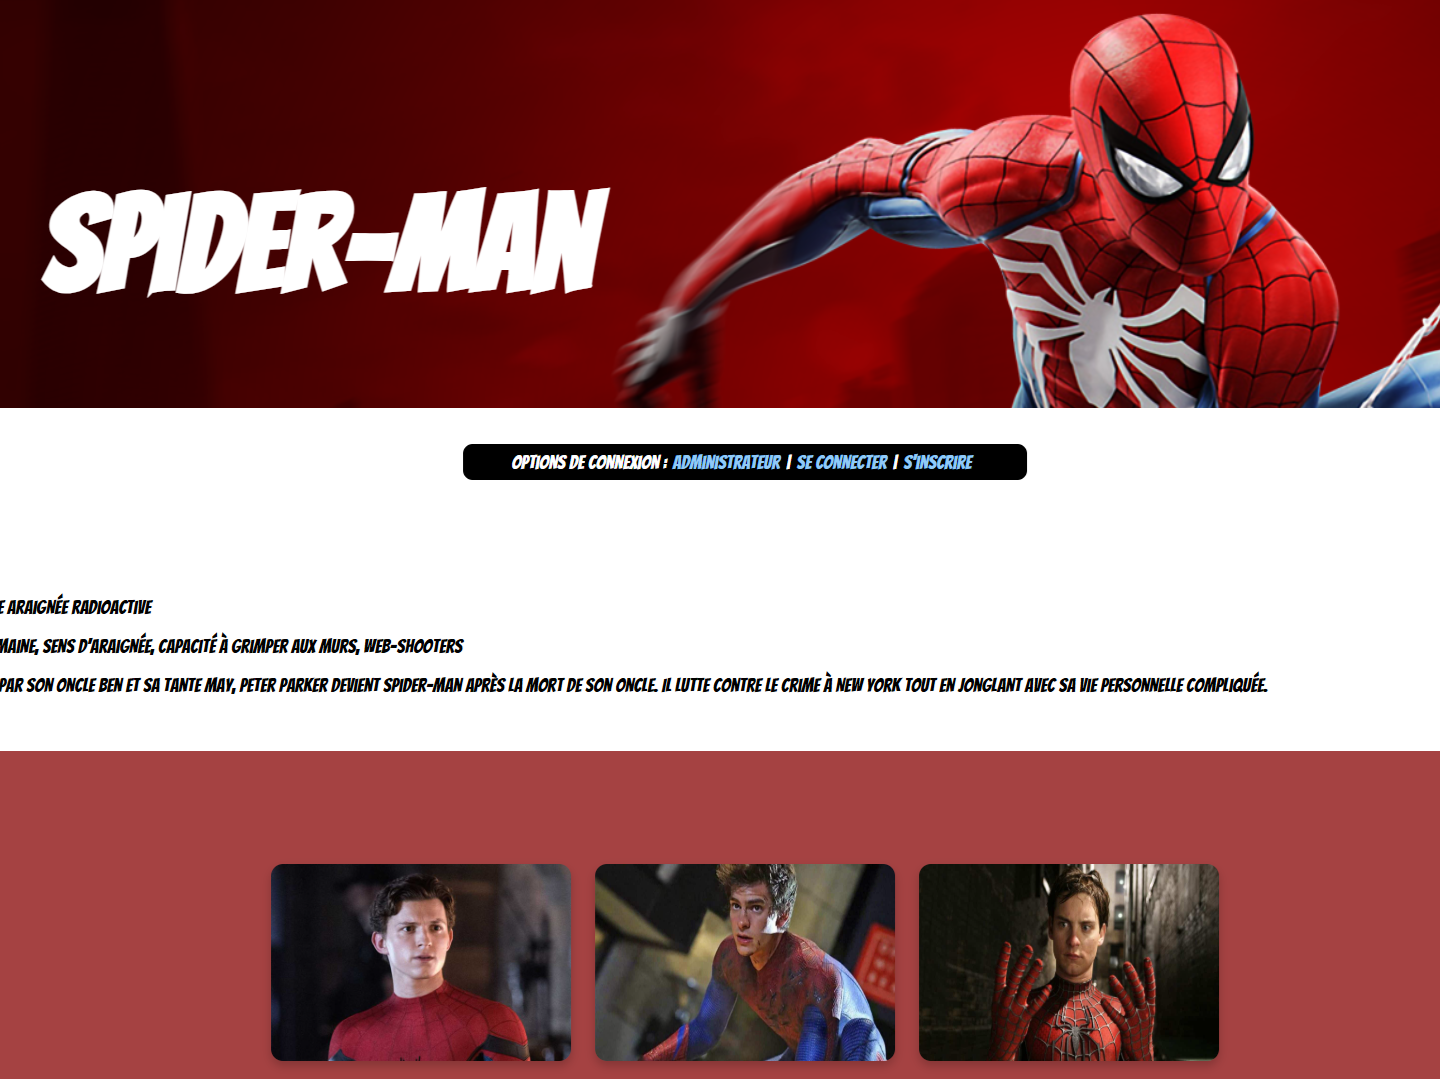 SPIDER-MAN
OPTIONS DE CONNEXION : ADMINISTRATEUR | SE CONNECTER | S'INSCRIRE
ARAIGNÉE RADIOACTIVE
SENS D'ARAIGNÉE, CAPACITÉ À GRIMPER AUX MURS, WEB-SHOOTERS
PAR SON ONCLE BEN ET SA TANTE MAY, PETER PARKER DEVIENT SPIDER-MAN APRÈS LA MORT DE SON ONCLE. IL LUTTE CONTRE LE CRIME À NEW YORK TOUT EN JONGLANT AVEC SA VIE PERSONNELLE COMPLIQUÉE.